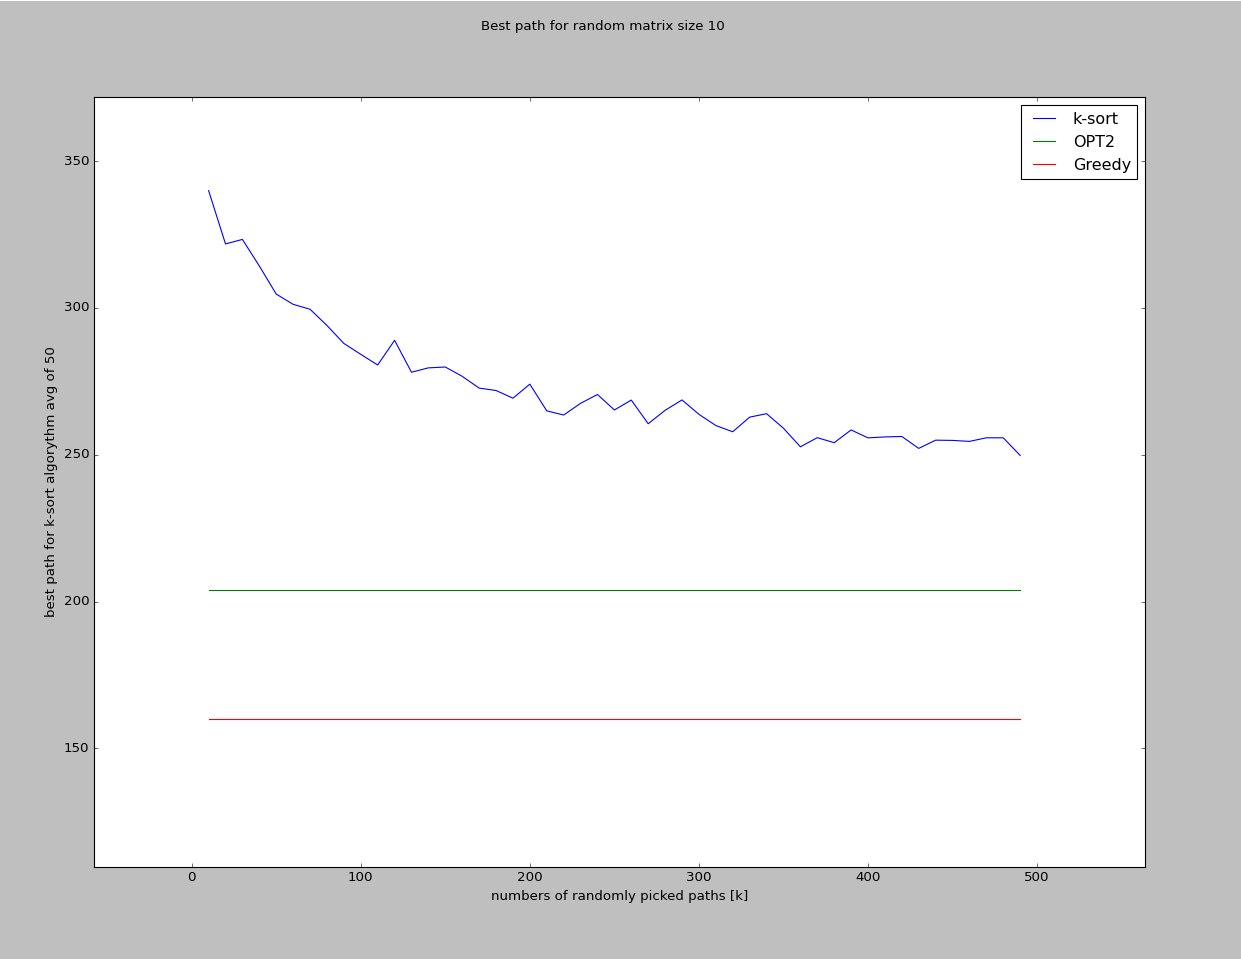 Best path for random matrix size 10
k-sort
OPT2
Greedy
350
300
250
200
150
best path for k-sort algorythm avg of 50
0 100 200 300 400 500
numbers of randomly picked paths [k]